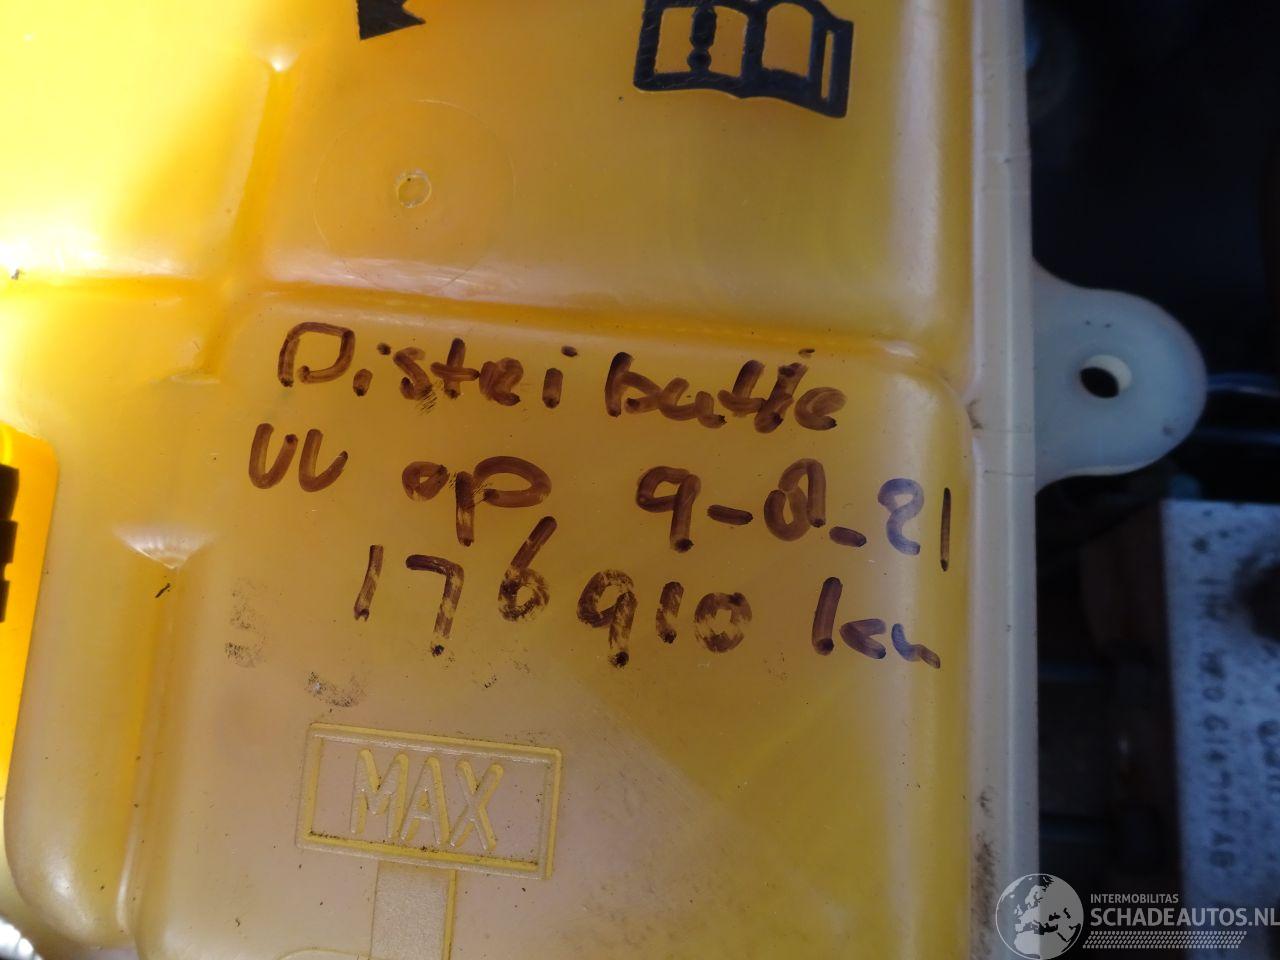 Distributie
VV op 9-8-21
176910 km
MAX
INTERMOBILITAS
SCHADEAUTOS.NL